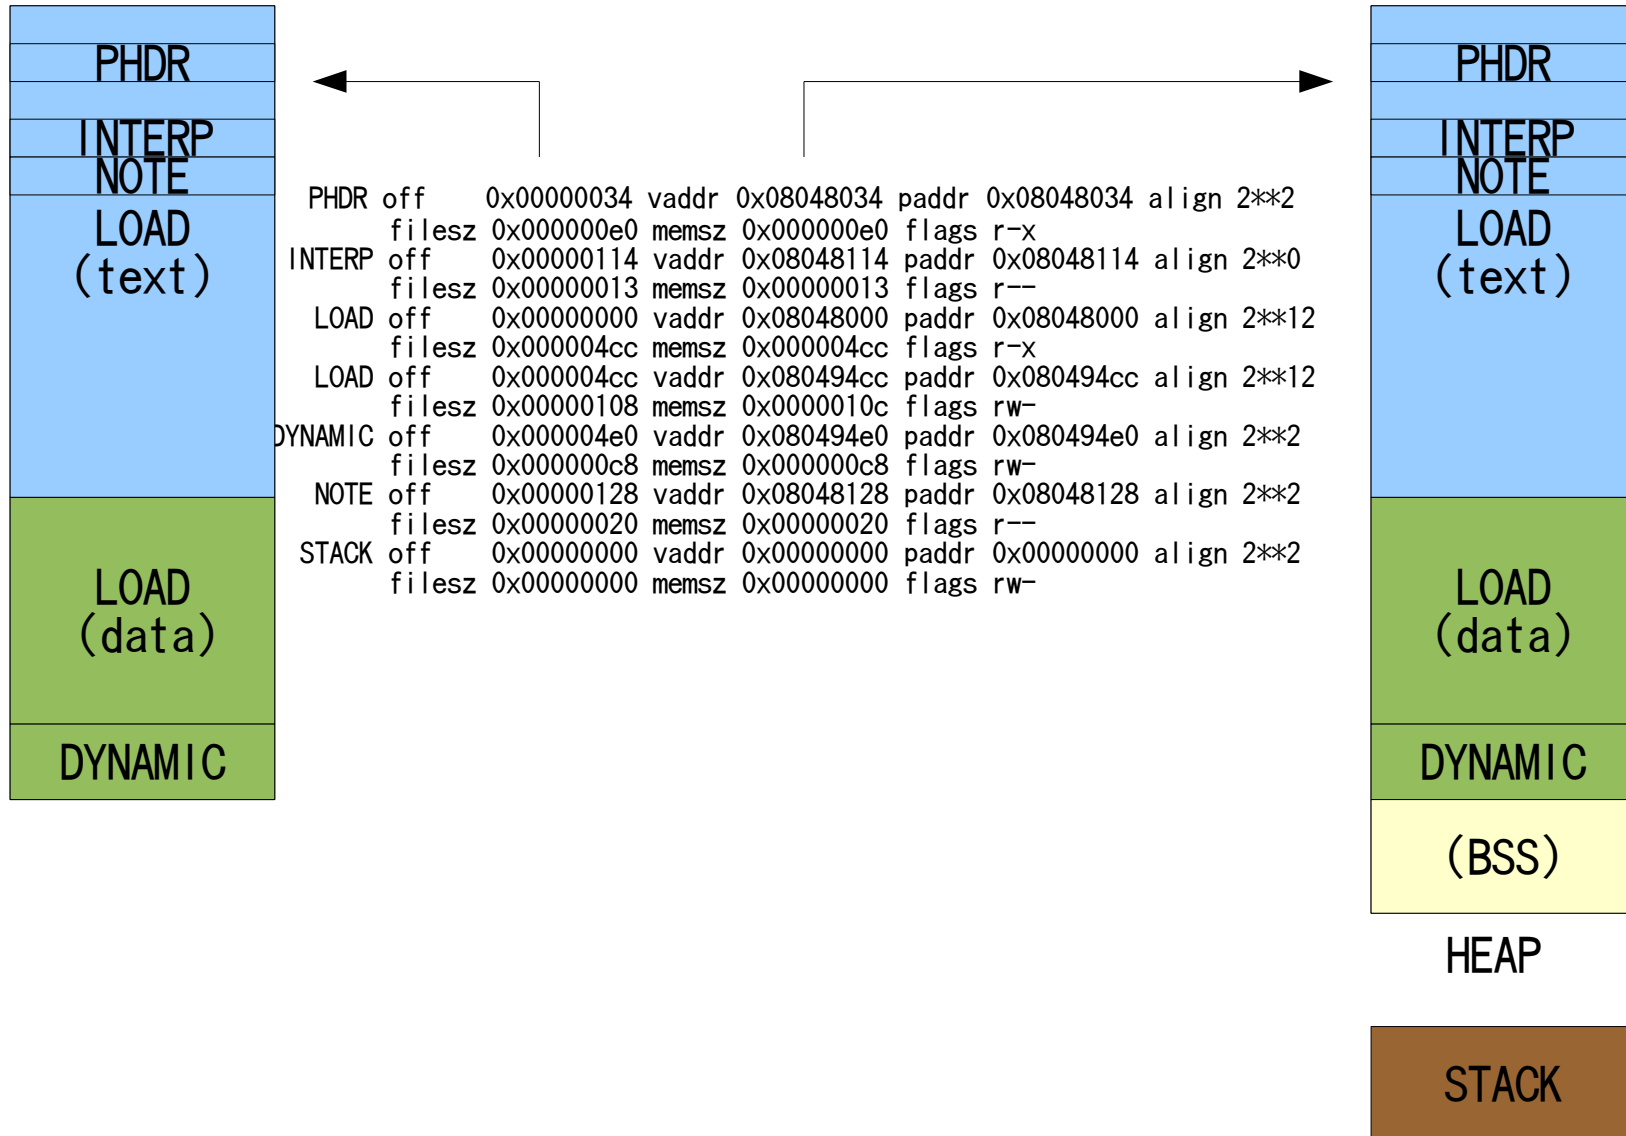 PHDR
INTERP
NOTE
LOAD
(text)
LOAD
(data)
DYNAMIC
PHDR off 0x00000034 vaddr 0x08048034 paddr 0x08048034 align 2**2
filesz 0x000000e0 memsz 0x000000e0 flags r-x
INTERP off 0x00000114 vaddr 0x08048114 paddr 0x08048114 align 2**0
filesz 0x00000013 memsz 0x00000013 flags r--
LOAD off 0x00000000 vaddr 0x08048000 paddr 0x08048000 align 2**12
filesz 0x000004cc memsz 0x000004cc flags r-x
LOAD off 0x000004cc vaddr 0x080494cc paddr 0x080494cc align 2**12
filesz 0x00000108 memsz 0x0000010c flags rw-
DYNAMIC off 0x000004e0 vaddr 0x080494e0 paddr 0x080494e0 align 2**2
filesz 0x000000c8 memsz 0x000000c8 flags rw-
NOTE off 0x00000128 vaddr 0x08048128 paddr 0x08048128 align 2**2
filesz 0x00000020 memsz 0x00000020 flags r--
STACK off 0x00000000 vaddr 0x00000000 paddr 0x00000000 align 2**2
filesz 0x00000000 memsz 0x00000000 flags rw-
PHDR
INTERP
NOTE
LOAD
(text)
LOAD
(data)
DYNAMIC
(BSS)
HEAP
STACK